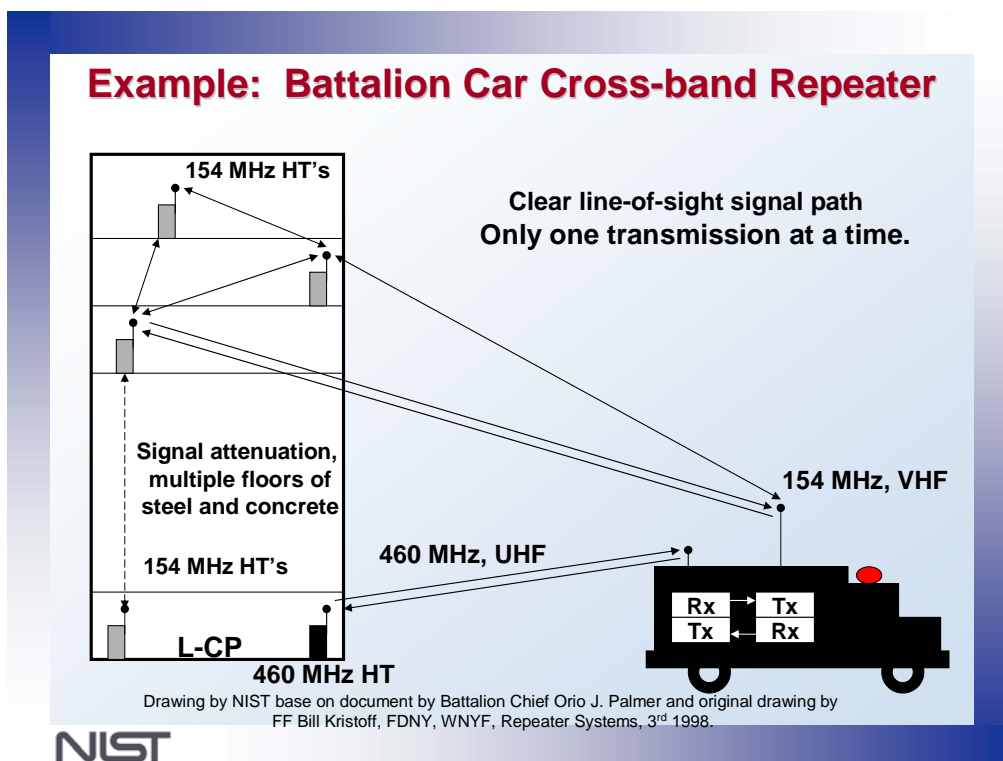 Example: Battalion Car Cross-band Repeater
154 MHz HT's
Clear line-of-sight signal path
Only one transmission at a time.
Signal attenuation,
multiple floors of
steel and concrete
154 MHz, VHF
460 MHz, UHF
154 MHz HT's
Rx Tx
Tx Rx
L-CP
460 MHz HT
Drawing by NIST base on document by Battalion Chief Orio J. Palmer and original drawing by
FF Bill Kristoff, FDNY, WNYF, Repeater Systems, 3rd 1998.
NIST